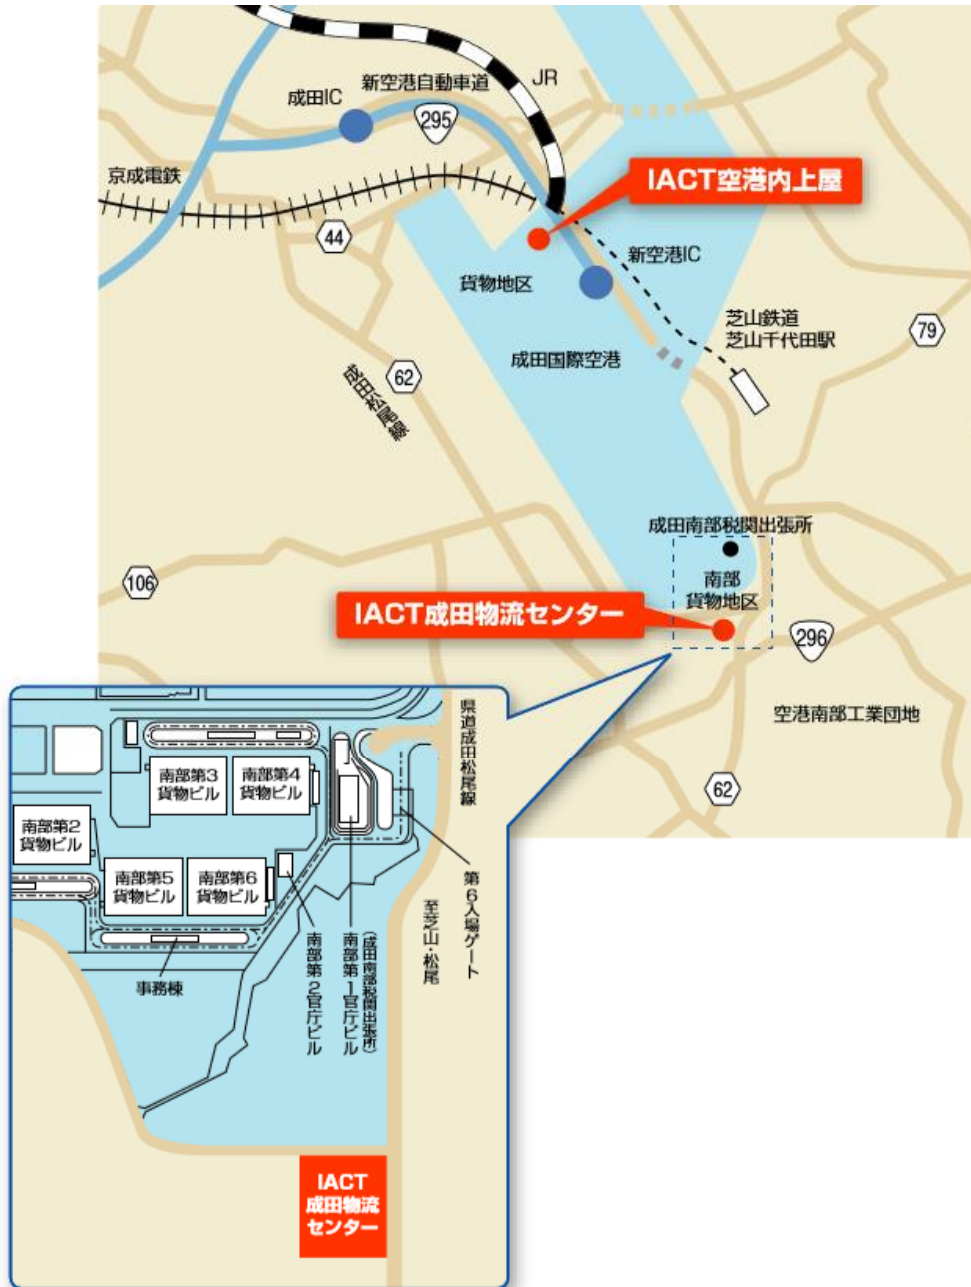 JR
新空港自動車道
成田IC
295
IACT空港内上屋
京成電鉄
44
新空港IC
貨物地区
芝山鉄道
芝山千代田駅
79
成田国際空港
62
成田松尾線
成田南部税関出張所
106
南部
貨物地区
IACT成田物流センター
296
空港南部工業団地
62
県道成田松尾線
南部第3
貨物ビル
南部第4
貨物ビル
南部第2
貨物ビル
南部第5
貨物ビル
南部第6
貨物ビル
第6入場ゲート
至芝山・松尾
(成田南部税関出張所)
南部第1官庁ビル
南部第2官庁ビル
事務棟
IACT
成田物流
センター